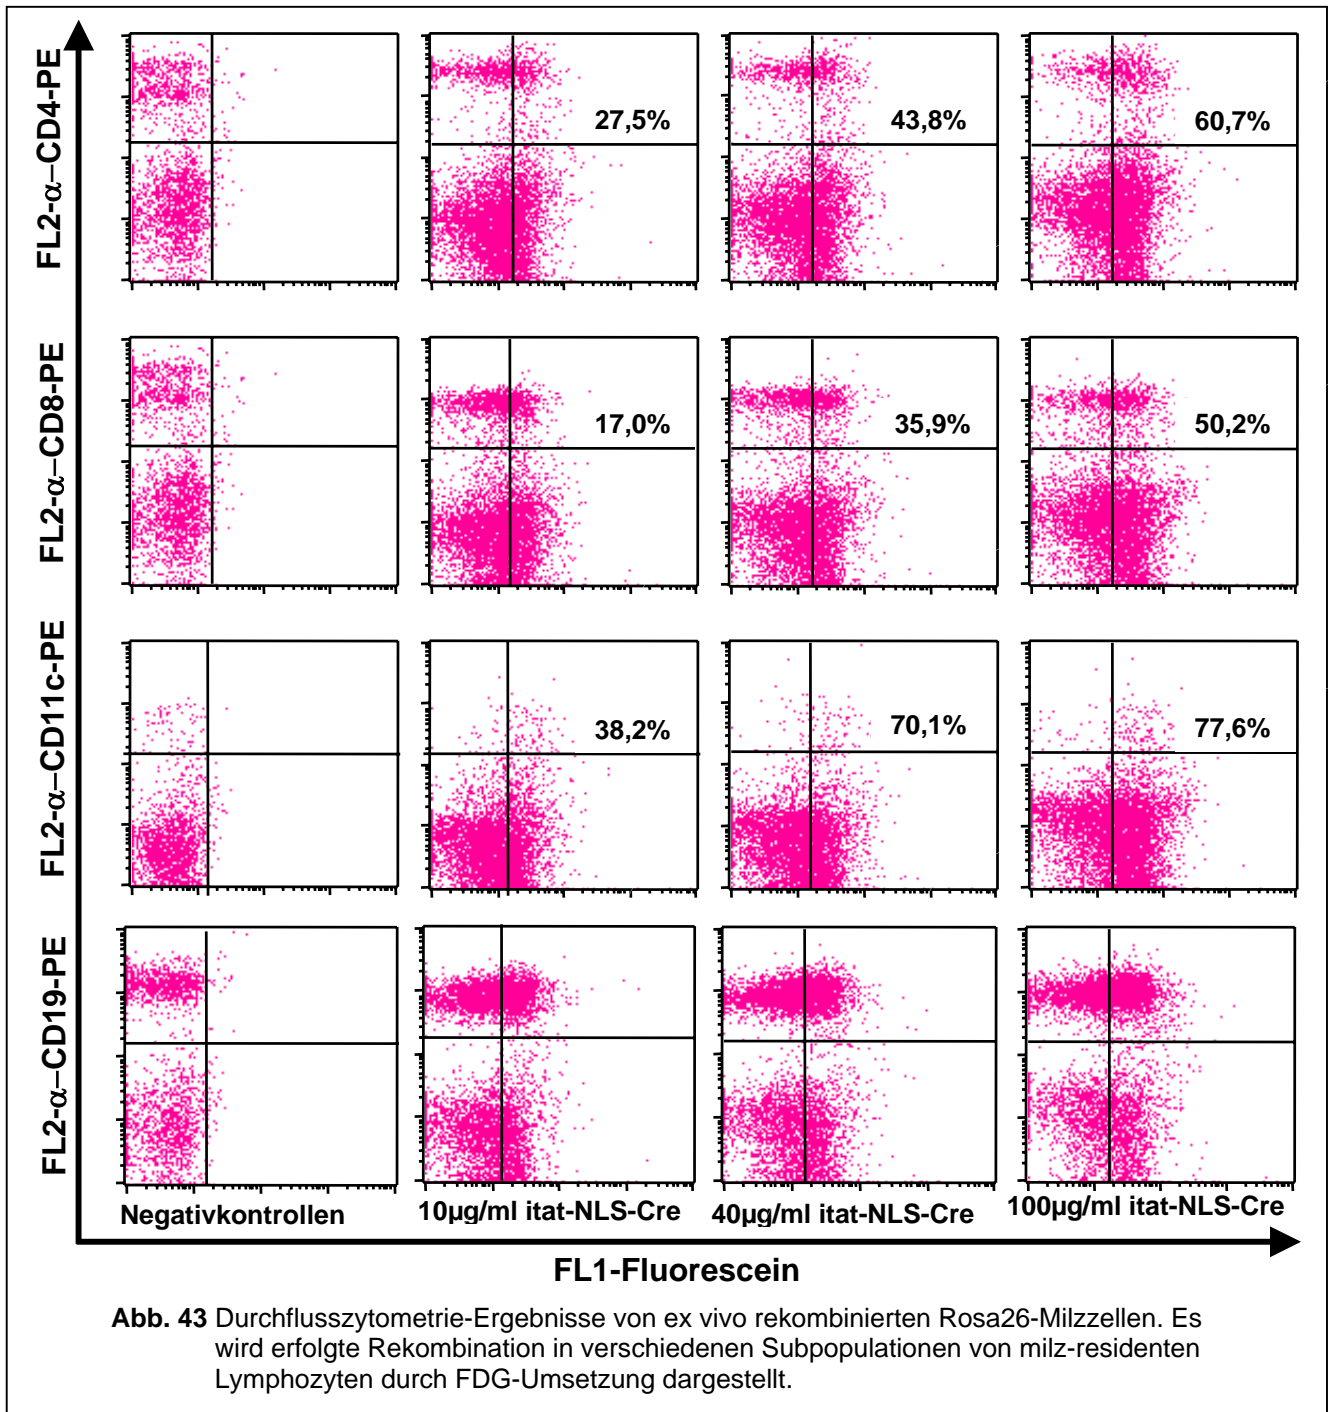 FL2-α–CD4-PE
27,5%
43,8%
60,7%
FL2-α–CD8-PE
17,0%
35,9%
50,2%
FL2-α–CD11c-PE
38,2%
70,1%
77,6%
FL2-α–CD19-PE
Negativkontrollen
10µg/ml itat-NLS-Cre
40µg/ml itat-NLS-Cre
100µg/ml itat-NLS-Cre
FL1-Fluorescein
Abb. 43 Durchflusszytometrie-Ergebnisse von ex vivo rekombinierten Rosa26-Milzzellen. Es
wird erfolgte Rekombination in verschiedenen Subpopulationen von milz-residenten
Lymphozyten durch FDG-Umsetzung dargestellt.